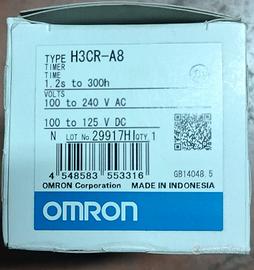 TYPE H3CR-A8
TIMER
TIME
1.2s to 300h
VOLTS
100 to 240 V AC
100 to 125 V DC
N LOT No. 29917H QTY. 1
4 548583 553316
GB14048.5
OMRON Corporation MADE IN INDONESIA
OMRON